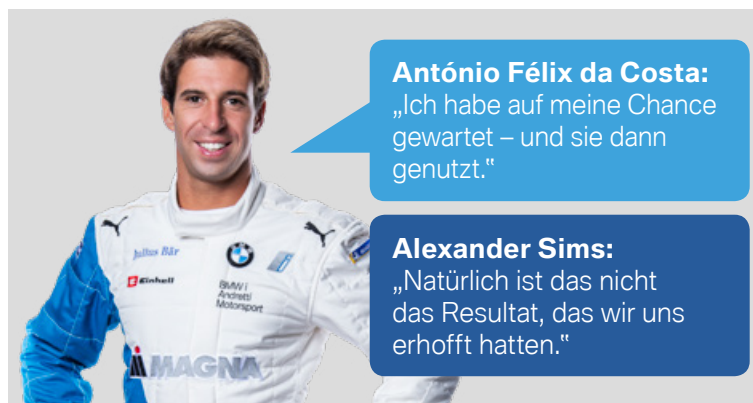 António Félix da Costa:
„Ich habe auf meine Chance
gewartet – und sie dann
genutzt.“
Alexander Sims:
„Natürlich ist das nicht
das Resultat, das wir uns
erhofft hatten.“
Julius Bär
BMW
Einhell
BMW i
Andretti
Motorsport
MAGNA